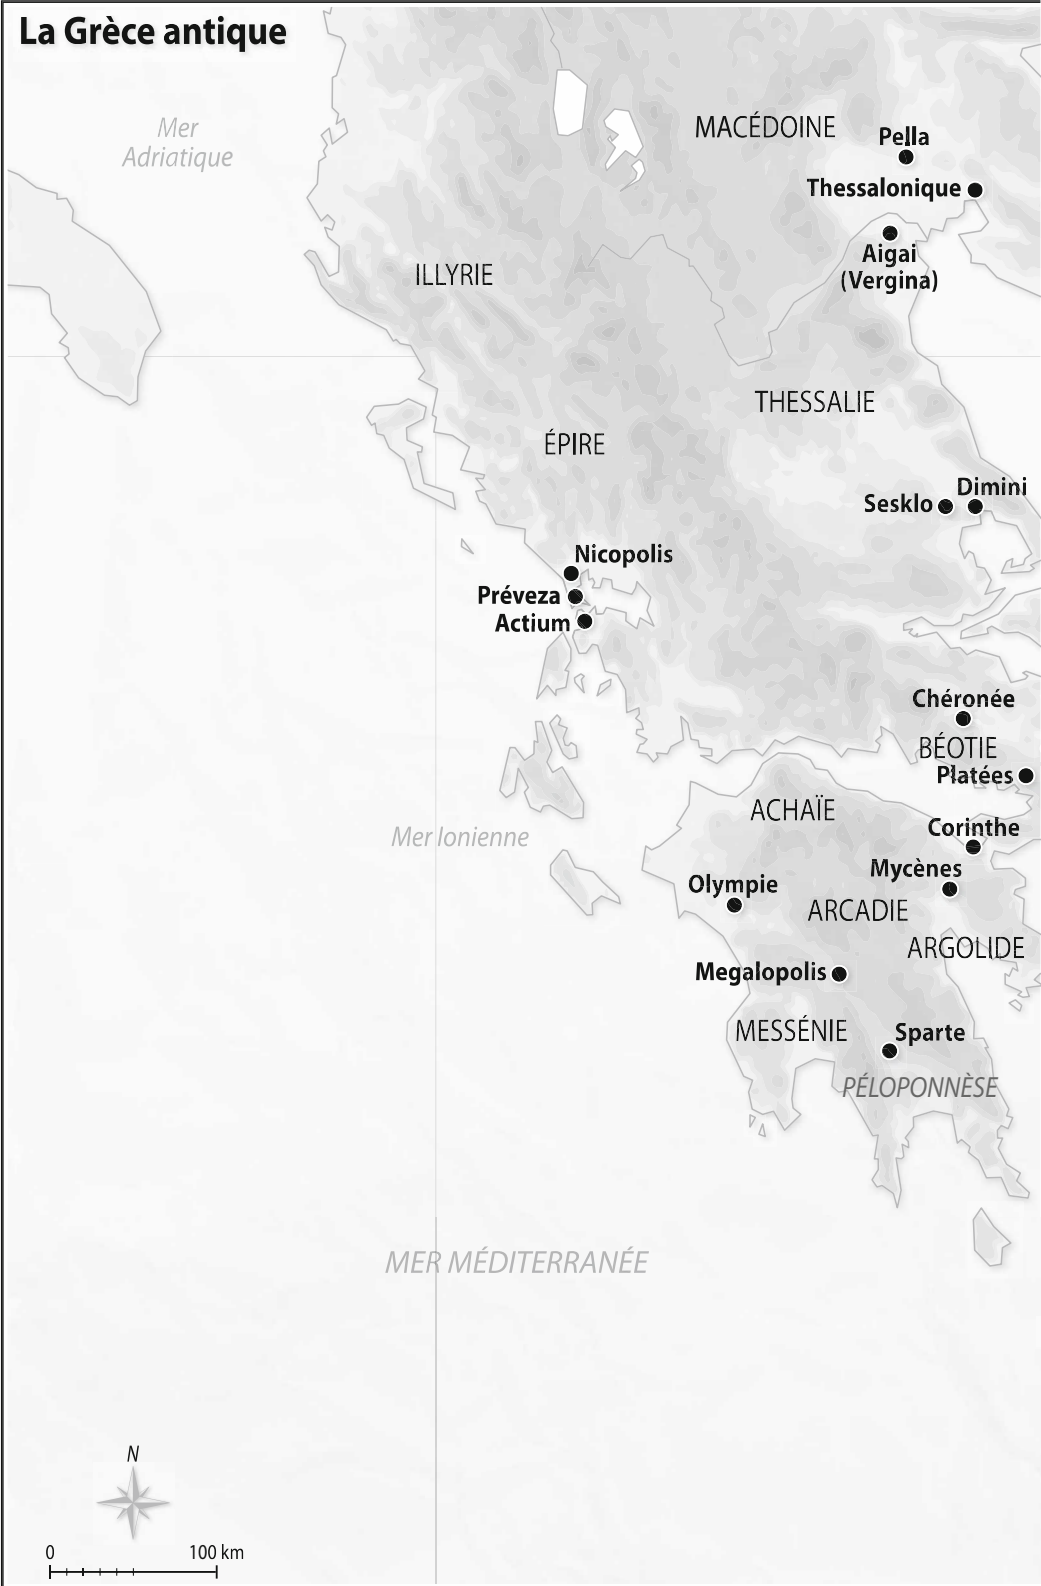 La Grèce antique
Mer
Adriatique
MACÉDOINE
Pella
Thessalonique
Aigai
(Vergina)
ILLYRIE
THESSALIE
ÉPIRE
Dimini
Sesklo
Nicopolis
Préveza
Actium
Chéronée
BÉOTIE
Platées
ACHAÏE
Corinthe
Mer Ionienne
Mycènes
Olympie
ARCADIE
ARGOLIDE
Megalopolis
MESSÉNIE
Sparte
PÉLOPONNÈSE
MER MÉDITERRANÉE
N
0 100 km